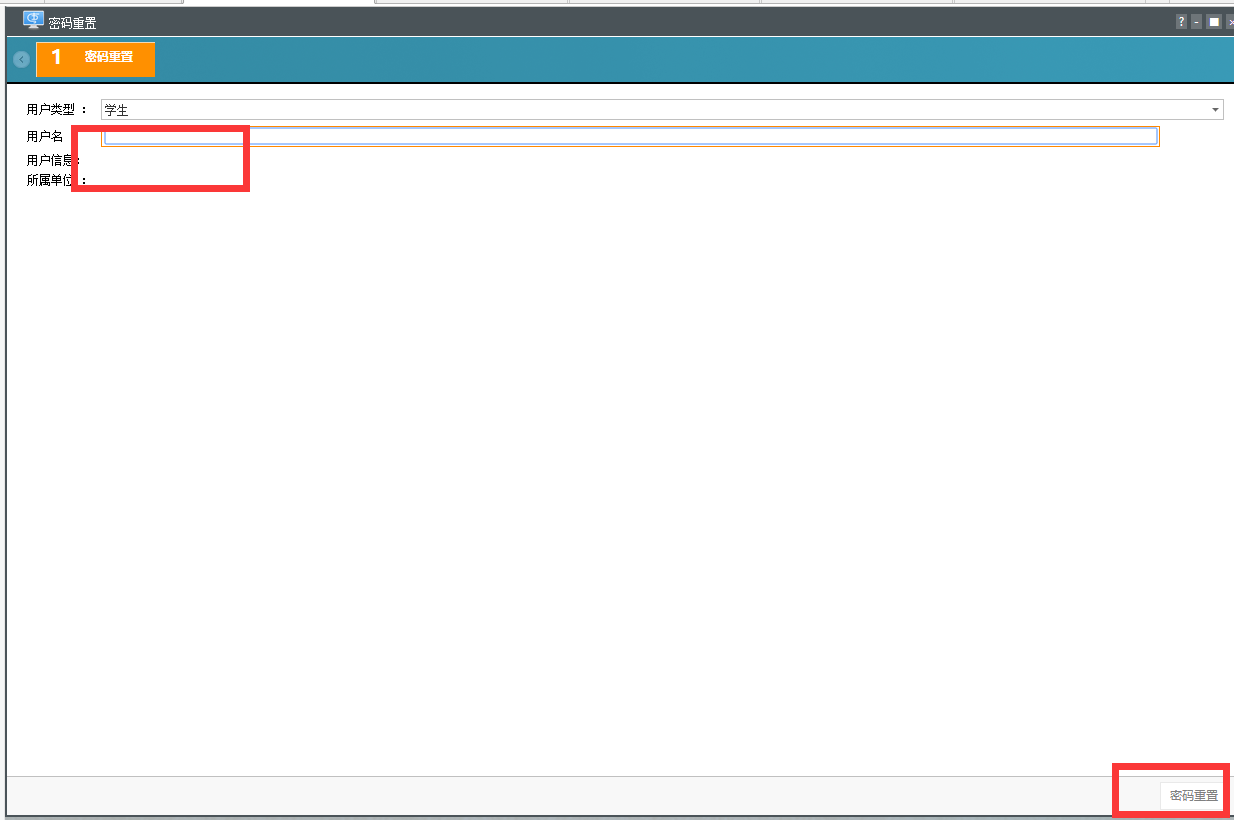 密码重置
? - ×
1 密码重置
用户类型 ： 学生
用户名
用户信息：
所属单位 ：
密码重置